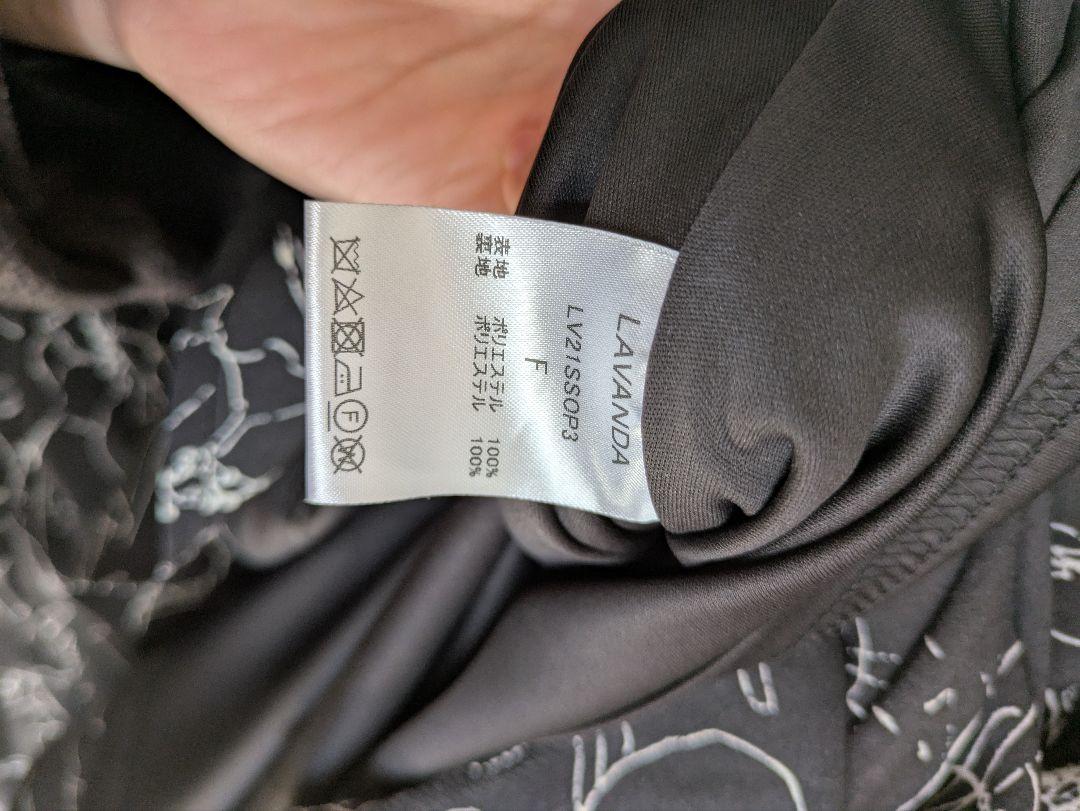 LAVANDA
LV21SSOP3
F
表地 ポリエステル 100%
裏地 ポリエステル 100%
F